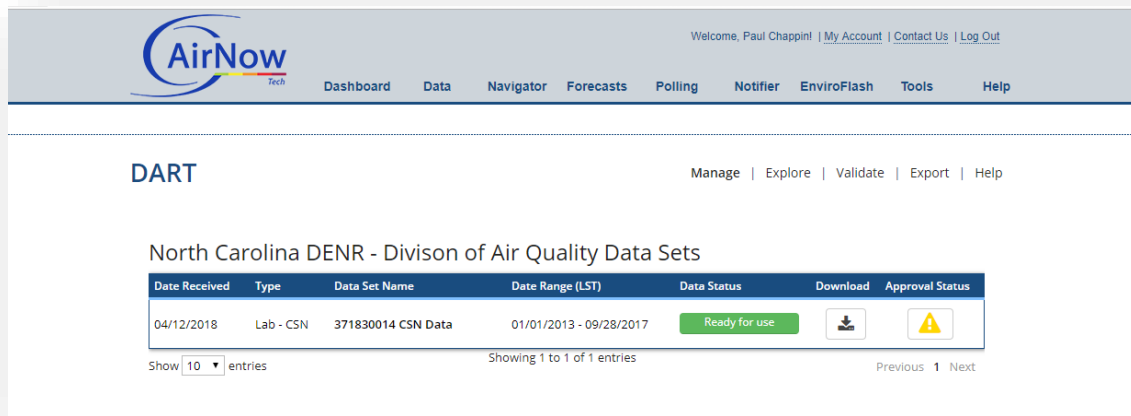 Welcome, Paul Chappin! | My Account | Contact Us | Log Out
AirNow
Tech
Dashboard Data Navigator Forecasts Polling Notifier EnviroFlash Tools Help
DART
Manage | Explore | Validate | Export | Help
North Carolina DENR - Divison of Air Quality Data Sets
Date Received Type Data Set Name Date Range (LST) Data Status Download Approval Status
04/12/2018 Lab - CSN 371830014 CSN Data 01/01/2013 - 09/28/2017 Ready for use
Show 10 entries Showing 1 to 1 of 1 entries Previous 1 Next